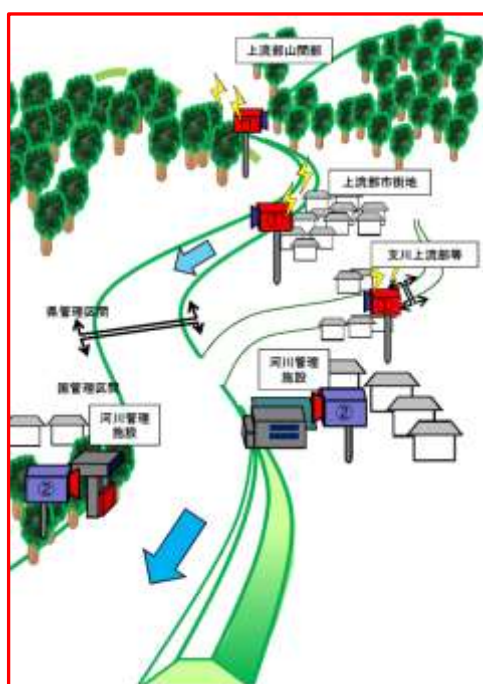 上流部山間部
上流部市街地
支川上流部等
県管理区間
国管理区間
河川管理
施設
②
河川管理
施設
②